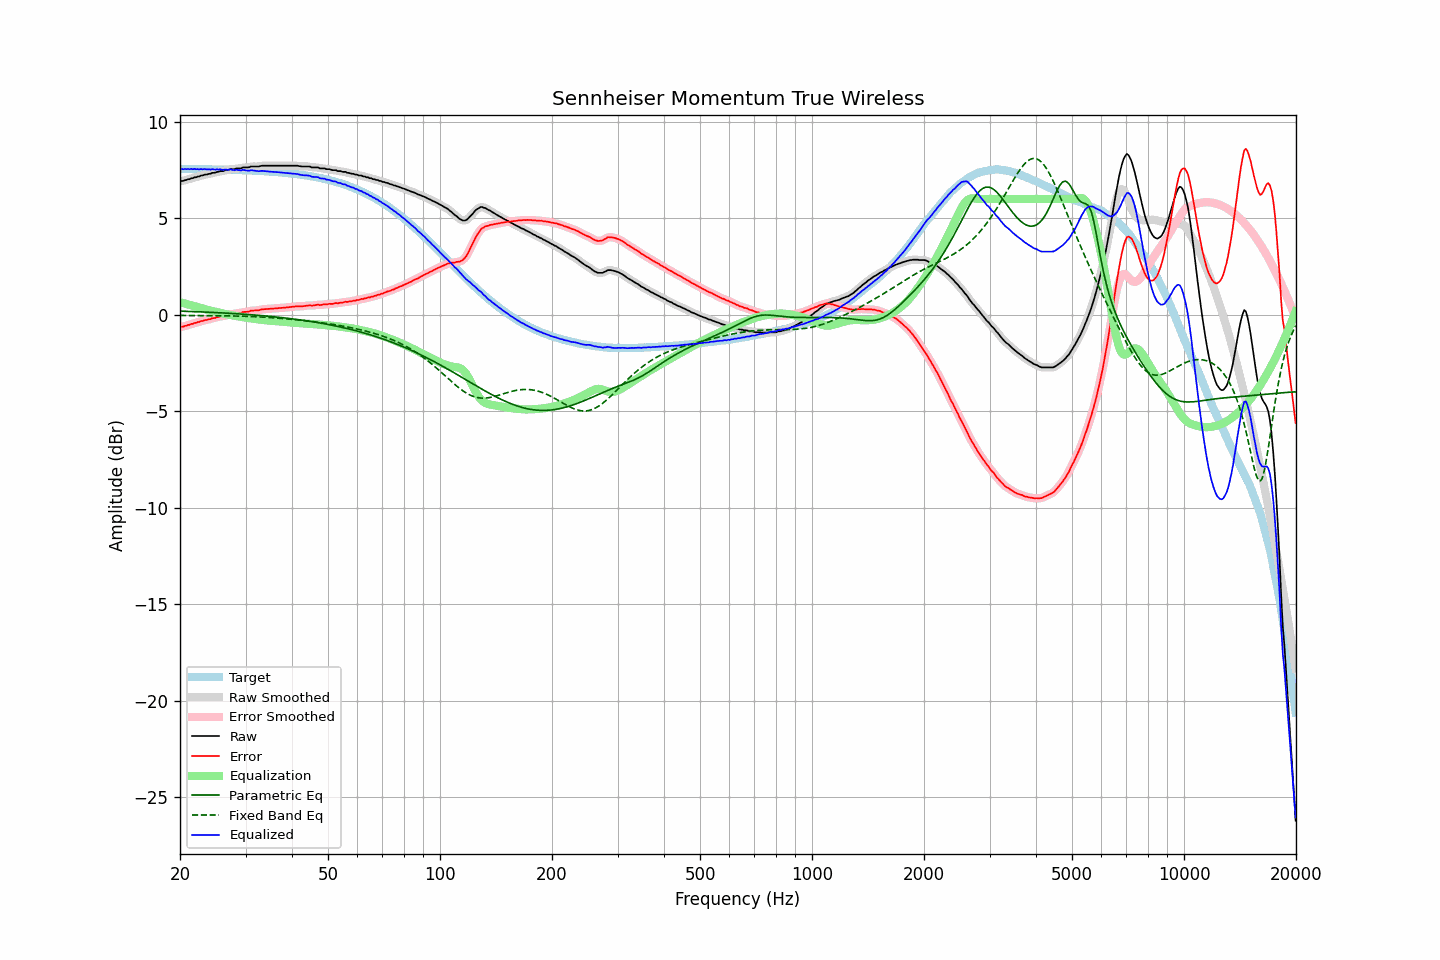 Sennheiser Momentum True Wireless
Amplitude (dBr)
10
5
0
−5
−10
−15
−20
−25
Target
Raw Smoothed
Error Smoothed
Raw
Error
Equalization
Parametric Eq
Fixed Band Eq
Equalized
20 50 100 200 500 1000 2000 5000 10000 20000
Frequency (Hz)